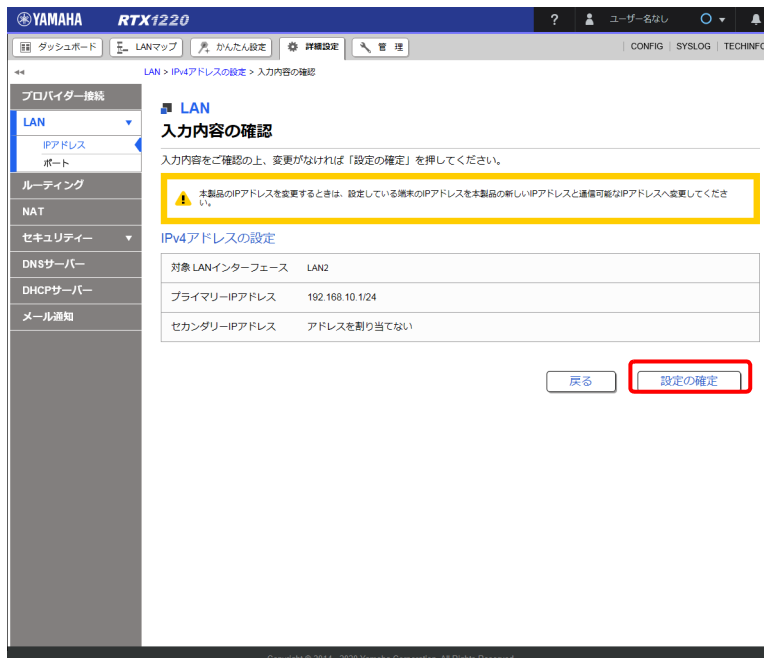 YAMAHA RTX1220 ? ユーザー名なし
ダッシュボード LANマップ かんたん設定 詳細設定 管 理 CONFIG SYSLOG TECHINFO
LAN > IPv4アドレスの設定 > 入力内容の確認
プロバイダー接続
LAN
IPアドレス
ポート
ルーティング
NAT
セキュリティー
DNSサーバー
DHCPサーバー
メール通知
LAN
入力内容の確認
入力内容をご確認の上、変更がなければ「設定の確定」を押してください。
本製品のIPアドレスを変更するときは、設定している端末のIPアドレスを本製品の新しいIPアドレスと通信可能なIPアドレスへ変更してくださ
い。
IPv4アドレスの設定
対象 LANインターフェース LAN2
プライマリーIPアドレス 192.168.10.1/24
セカンダリーIPアドレス アドレスを割り当てない
戻る 設定の確定
Copyright © 2014 - 2020 Yamaha Corporation. All Rights Reserved.